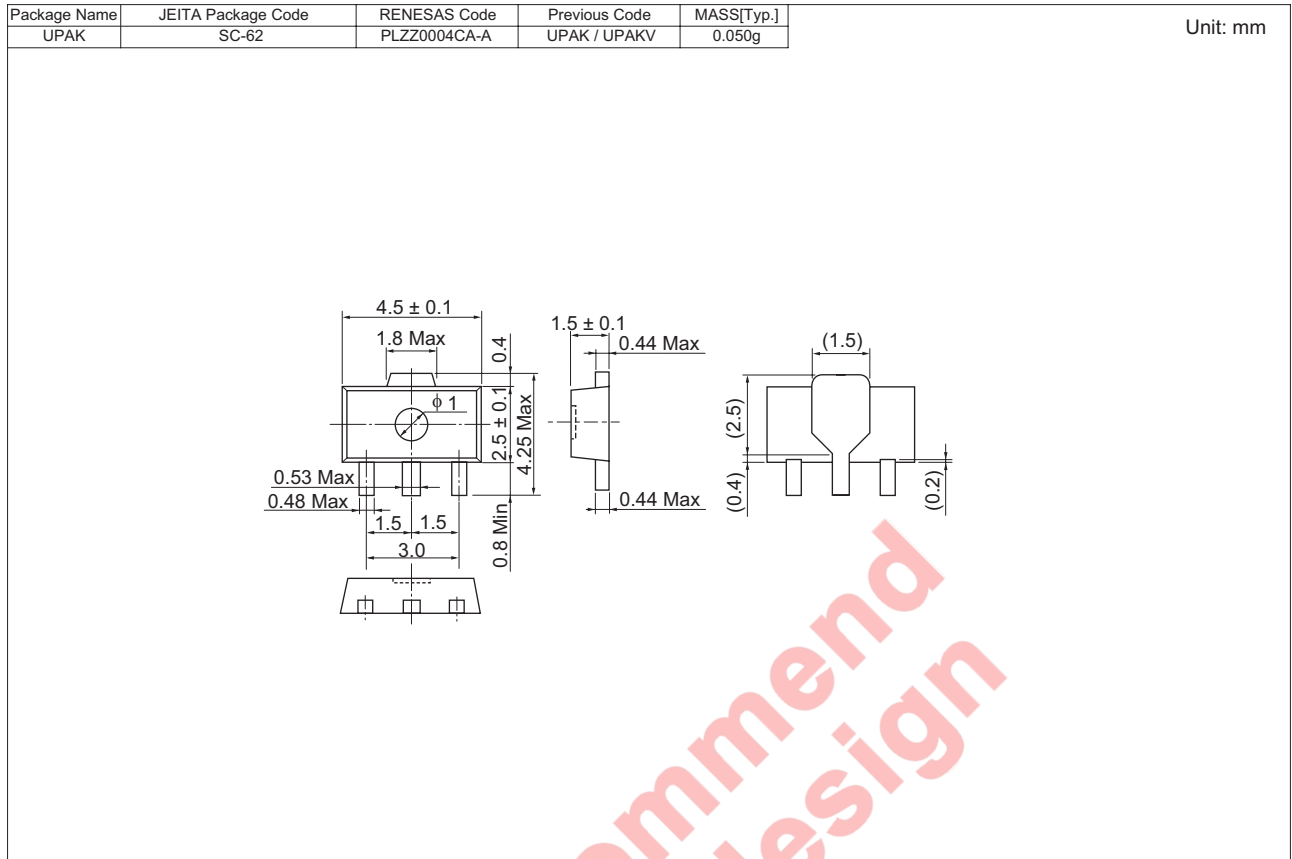 Package Name JEITA Package Code RENESAS Code Previous Code MASS[Typ.]
UPAK SC-62 PLZZ0004CA-A UPAK / UPAKV 0.050g
Unit: mm
4.5 ± 0.1
1.8 Max
0.4
ϕ 1
2.5 ± 0.1
4.25 Max
0.53 Max
0.48 Max
1.5
1.5
3.0
0.8 Min
1.5 ± 0.1
0.44 Max
0.44 Max
(1.5)
(2.5)
(0.4)
(0.2)
ommend
design